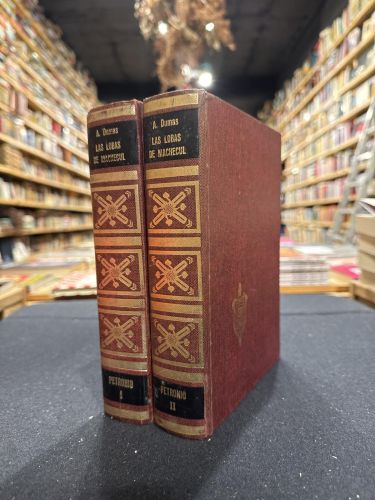 A. Dumas
LAS LOBAS
DE MACHECUL
PETRONIO
I
A. Dumas
LAS LOBAS
DE MACHECUL
PETRONIO
II